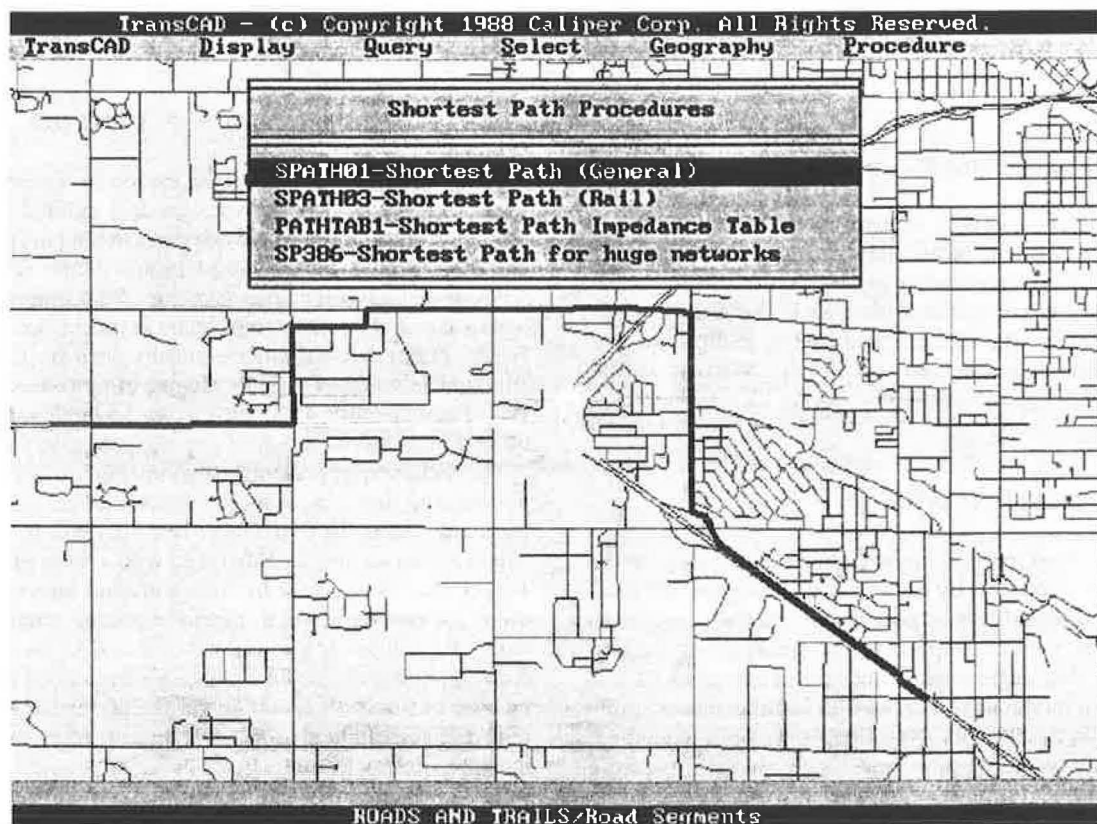 TransCAD - (c) Copyright 1988 Caliper Corp. All Rights Reserved.
TransCAD Display Query Select Geography Procedure
Shortest Path Procedures
SPATH01-Shortest Path (General)
SPATH03-Shortest Path (Rail)
PATHTAB1-Shortest Path Impedance Table
SP386-Shortest Path for huge networks
ROADS AND TRAILS/Road Segments